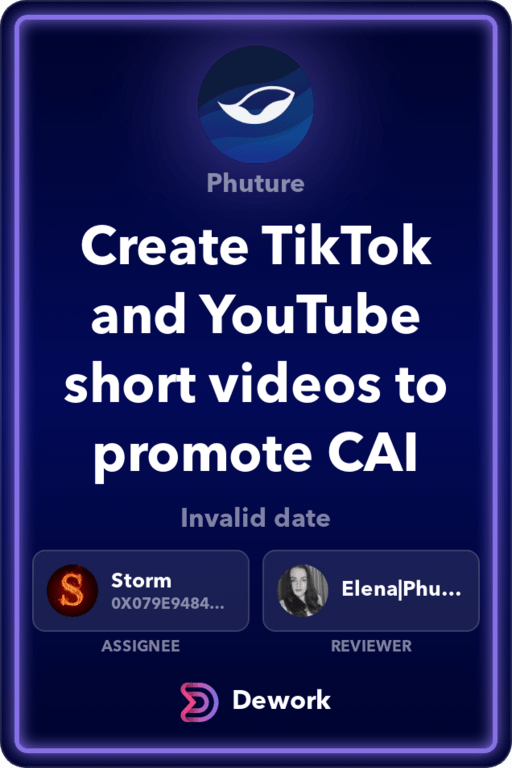 Phuture
Create TikTok
and YouTube
short videos to
promote CAI
Invalid date
S
Storm
0X079E9484...
Elena|Phu...
ASSIGNEE
REVIEWER
Dework